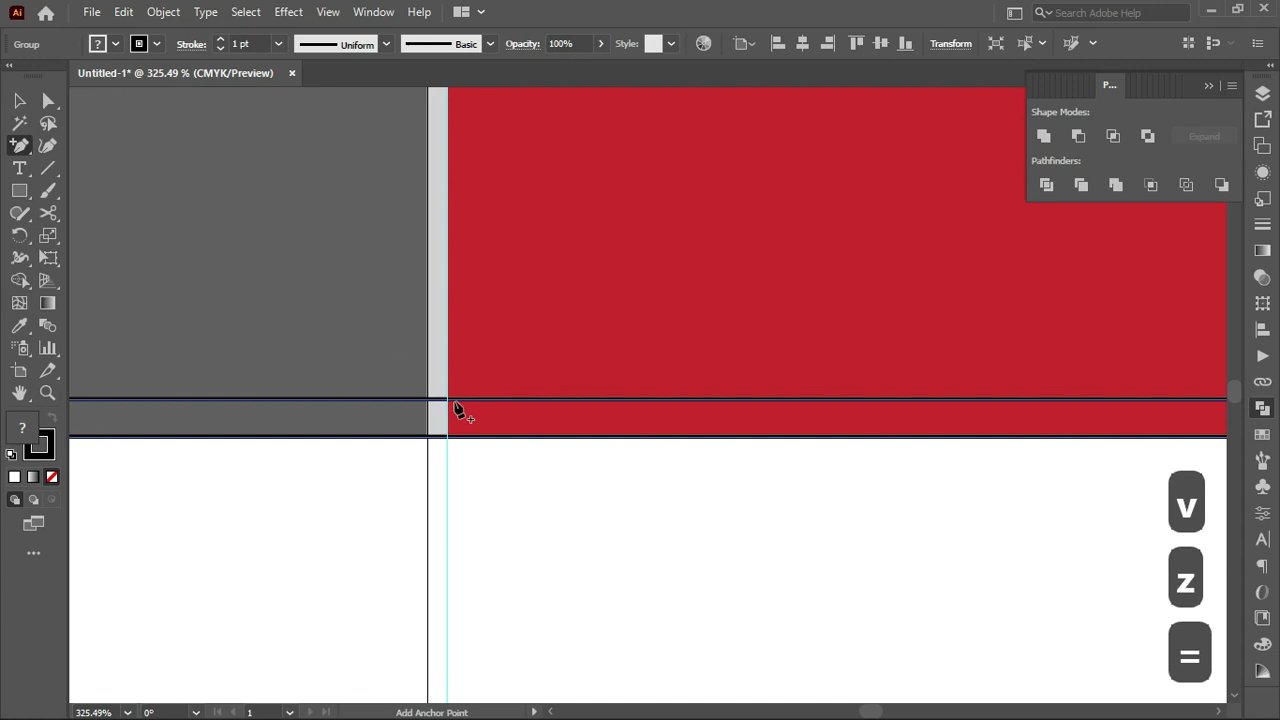 Ai File Edit Object Type Select Effect View Window Help Search Adobe Help
Group ? Stroke: 1 pt Uniform Basic Opacity: 100% Style: Transform
Untitled-1* @ 325.49 % (CMYK/Preview) ×
P...
Shape Modes:
Expand
Pathfinders:
T
?
v
z
=
A
325.49% 0° 1 Add Anchor Point